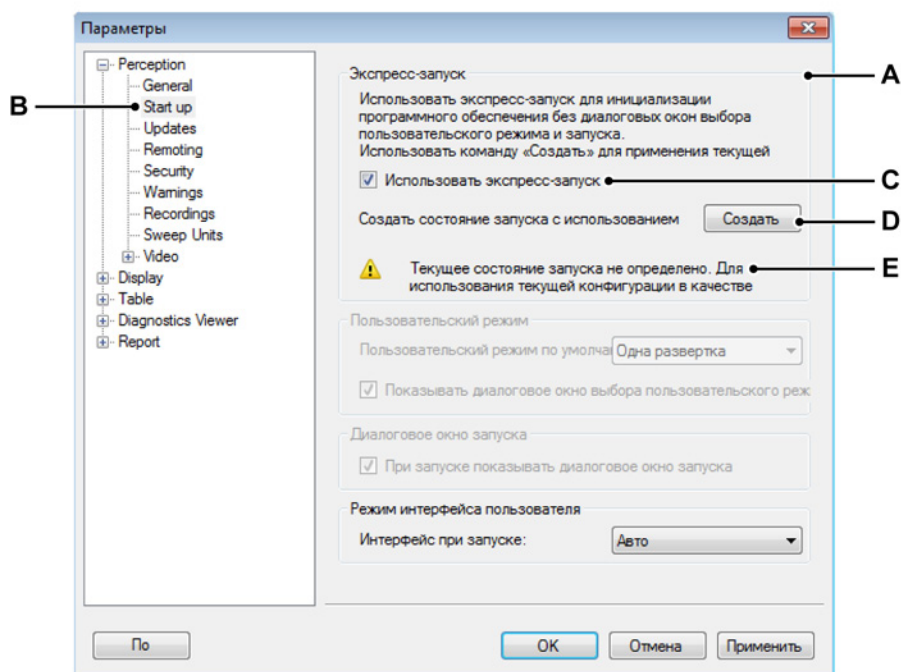 Параметры
Perception
General
Start up
Updates
Remoting
Security
Warnings
Recordings
Sweep Units
Video
Display
Table
Diagnostics Viewer
Report
Экспресс-запуск
Использовать экспресс-запуск для инициализации
программного обеспечения без диалоговых окон выбора
пользовательского режима и запуска.
Использовать команду «Создать» для применения текущей
Использовать экспресс-запуск
Создать состояние запуска с использованием
Создать
Текущее состояние запуска не определено. Для
использования текущей конфигурации в качестве
Пользовательский режим
Пользовательский режим по умолча
Одна развертка
Показывать диалоговое окно выбора пользовательского реж
Диалоговое окно запуска
При запуске показывать диалоговое окно запуска
Режим интерфейса пользователя
Интерфейс при запуске:
Авто
По
OK
Отмена
Применить
A
B
C
D
E